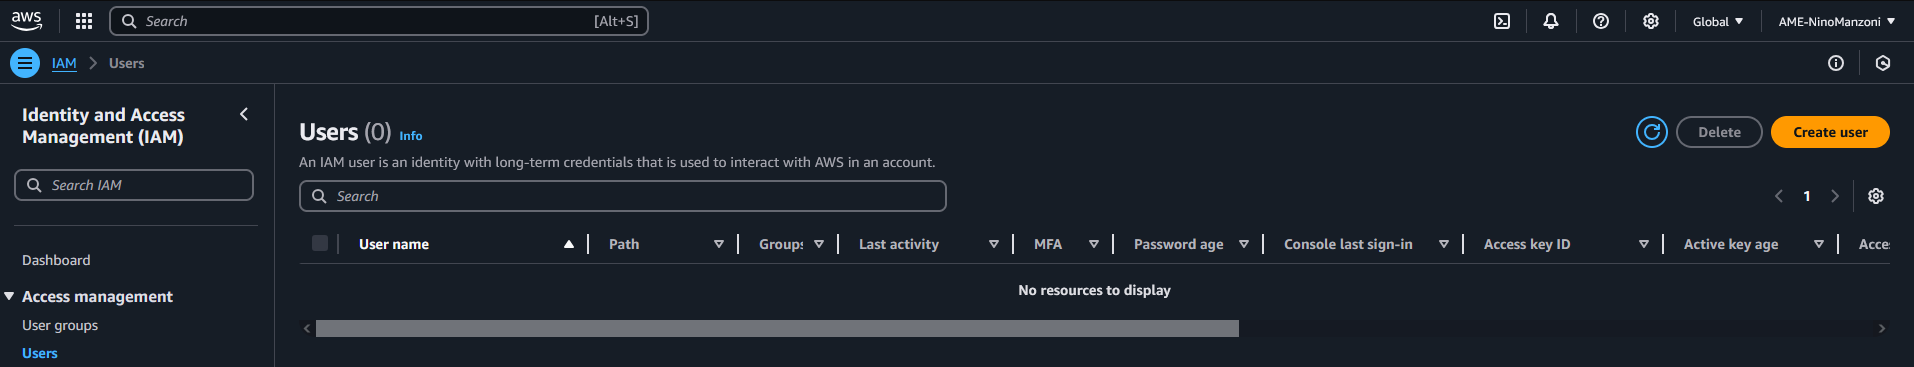 aws
Search [Alt+S]
Global
AME-NinoManzoni
IAM > Users
Identity and Access
Management (IAM)
Search IAM
Dashboard
Access management
User groups
Users
Users (0) Info
Delete
Create user
An IAM user is an identity with long-term credentials that is used to interact with AWS in an account.
Search
1
User name Path Groups Last activity MFA Password age Console last sign-in Access key ID Active key age Acces
No resources to display